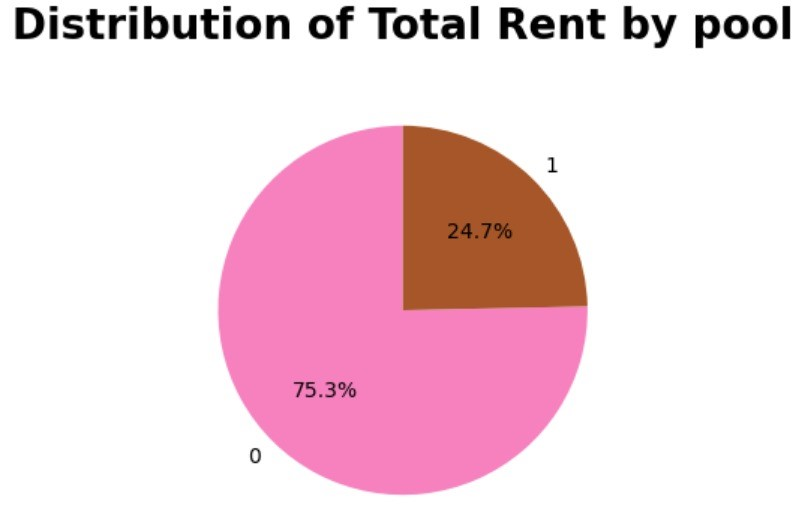 Distribution of Total Rent by pool
1
24.7%
75.3%
0